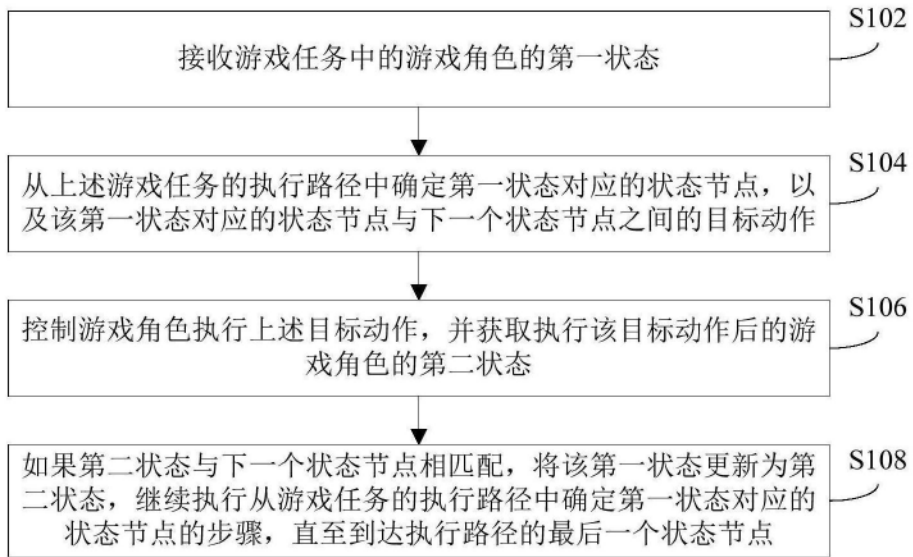 S102
接收游戏任务中的游戏角色的第一状态
S104
从上述游戏任务的执行路径中确定第一状态对应的状态节点，以
及该第一状态对应的状态节点与下一个状态节点之间的目标动作
S106
控制游戏角色执行上述目标动作，并获取执行该目标动作后的游
戏角色的第二状态
S108
如果第二状态与下一个状态节点相匹配，将该第一状态更新为第
二状态，继续执行从游戏任务的执行路径中确定第一状态对应的
状态节点的步骤，直至到达执行路径的最后一个状态节点